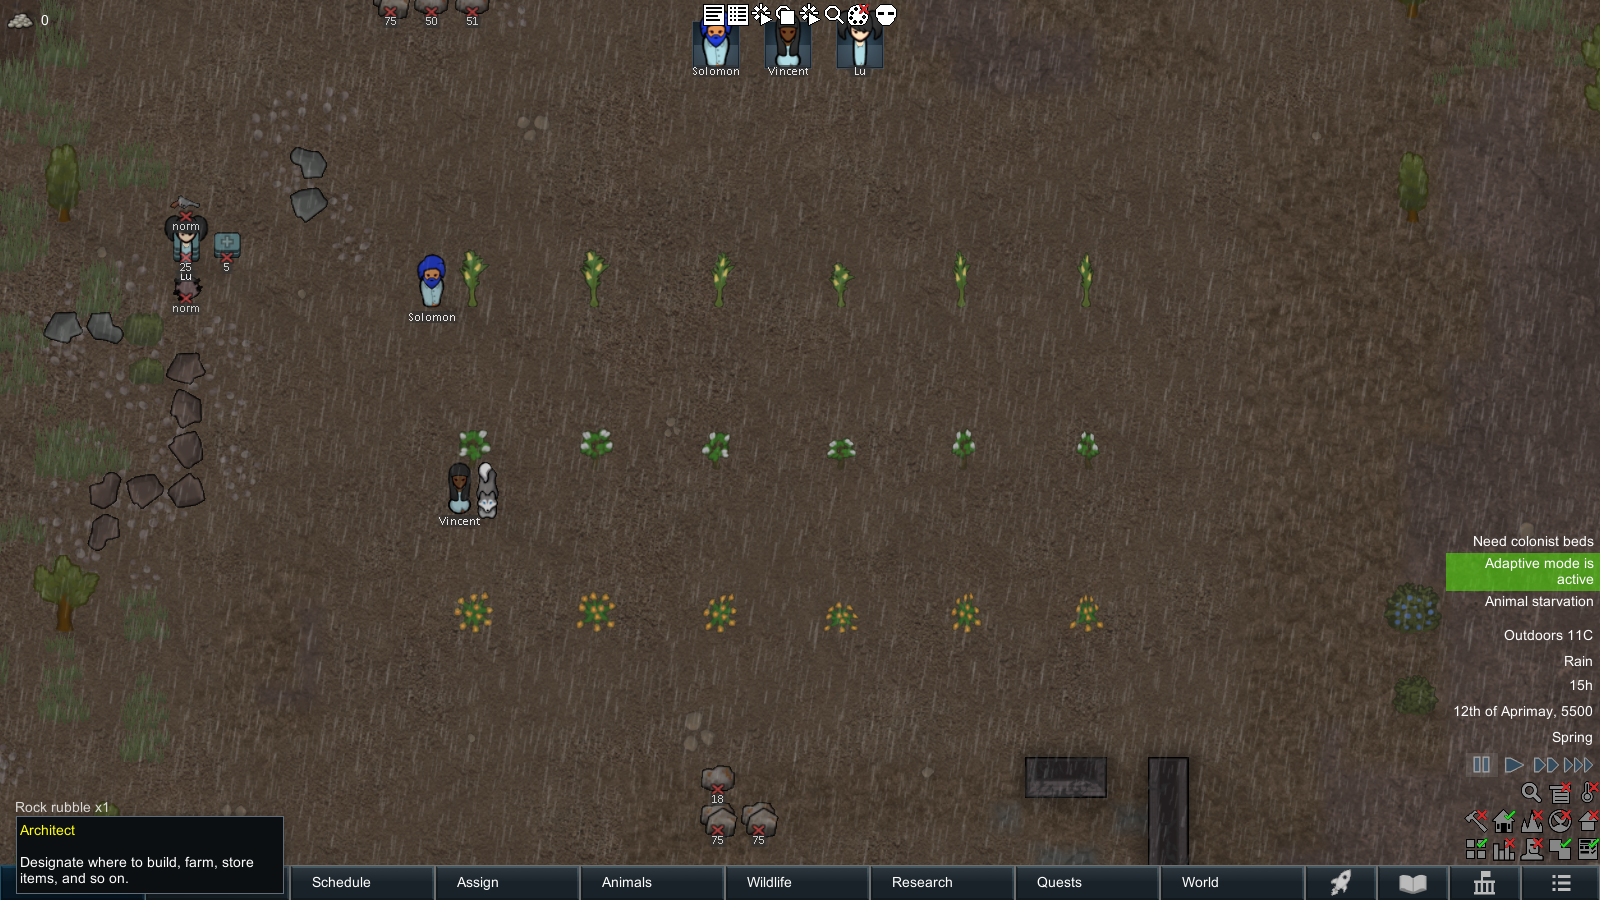 0
75
50
51
Solomon
Vincent
Lu
norm
25
5
Lu
norm
Solomon
Vincent
Need colonist beds
Adaptive mode is
active
Animal starvation
Outdoors 11C
Rain
15h
12th of Aprimay, 5500
Spring
18
75
75
Rock rubble x1
Architect
Designate where to build, farm, store
items, and so on.
Schedule
Assign
Animals
Wildlife
Research
Quests
World